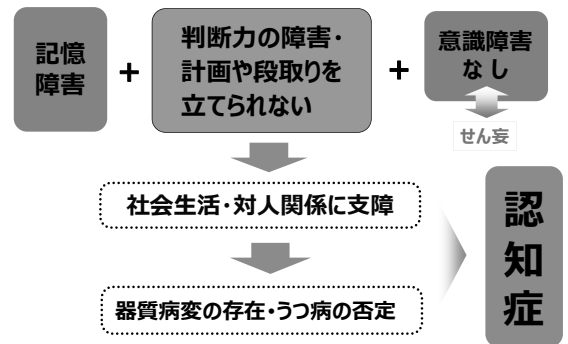 記憶
障害
+
判断力の障害・
計画や段取りを
立てられない
+
意識障害
なし
せん妄
社会生活・対人関係に支障
器質病変の存在・うつ病の否定
認
知
症